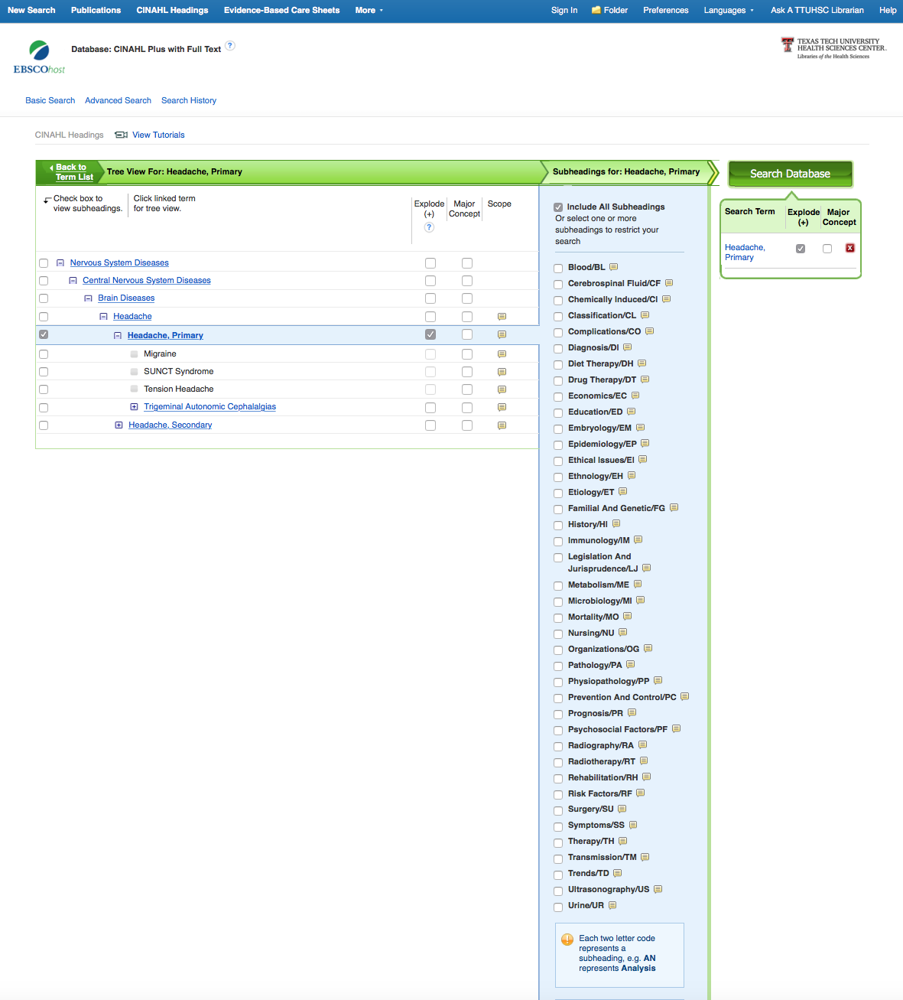 New Search Publications CINAHL Headings Evidence-Based Care Sheets More Sign In Folder Preferences Languages Ask A TTUHSC Librarian Help
EBSCOhost
Database: CINAHL Plus with Full Text ?
TEXAS TECH UNIVERSITY
HEALTH SCIENCES CENTER.
Libraries of the Health Sciences
Basic Search Advanced Search Search History
CINAHL Headings View Tutorials
Back to
Term List
Tree View For: Headache, Primary
Check box to
view subheadings.
Click linked term
for tree view.
Explode
(+)
?
Major
Concept
Scope
Nervous System Diseases
Central Nervous System Diseases
Brain Diseases
Headache
Headache, Primary
Migraine
SUNCT Syndrome
Tension Headache
Trigeminal Autonomic Cephalalgias
Headache, Secondary
Subheadings for: Headache, Primary
Include All Subheadings
Or select one or more
subheadings to restrict your
search
Blood/BL
Cerebrospinal Fluid/CF
Chemically Induced/CI
Classification/CL
Complications/CO
Diagnosis/DI
Diet Therapy/DH
Drug Therapy/DT
Economics/EC
Education/ED
Embryology/EM
Epidemiology/EP
Ethical Issues/EI
Ethnology/EH
Etiology/ET
Familial And Genetic/FG
History/HI
Immunology/IM
Legislation And
Jurisprudence/LJ
Metabolism/ME
Microbiology/MI
Mortality/MO
Nursing/NU
Organizations/OG
Pathology/PA
Physiopathology/PP
Prevention And Control/PC
Prognosis/PR
Psychosocial Factors/PF
Radiography/RA
Radiotherapy/RT
Rehabilitation/RH
Risk Factors/RF
Surgery/SU
Symptoms/SS
Therapy/TH
Transmission/TM
Trends/TD
Ultrasonography/US
Urine/UR
Each two letter code
represents a
subheading, e.g. AN
represents Analysis
Search Database
Search Term
Explode
(+)
Major
Concept
Headache,
Primary